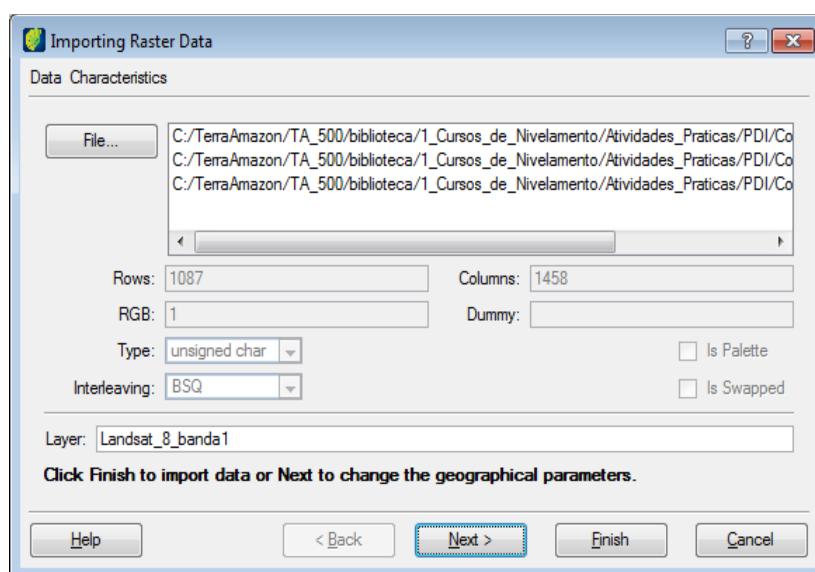 Importing Raster Data
Data Characteristics
File...
C:/TerraAmazon/TA_500/biblioteca/1_Cursos_de_Nivelamento/Atividades_Praticas/PDI/Co
C:/TerraAmazon/TA_500/biblioteca/1_Cursos_de_Nivelamento/Atividades_Praticas/PDI/Co
C:/TerraAmazon/TA_500/biblioteca/1_Cursos_de_Nivelamento/Atividades_Praticas/PDI/Co
Rows: 1087 Columns: 1458
RGB: 1 Dummy:
Type: unsigned char Is Palette
Interleaving: BSQ Is Swapped
Layer: Landsat_8_banda1
Click Finish to import data or Next to change the geographical parameters.
Help < Back Next > Finish Cancel